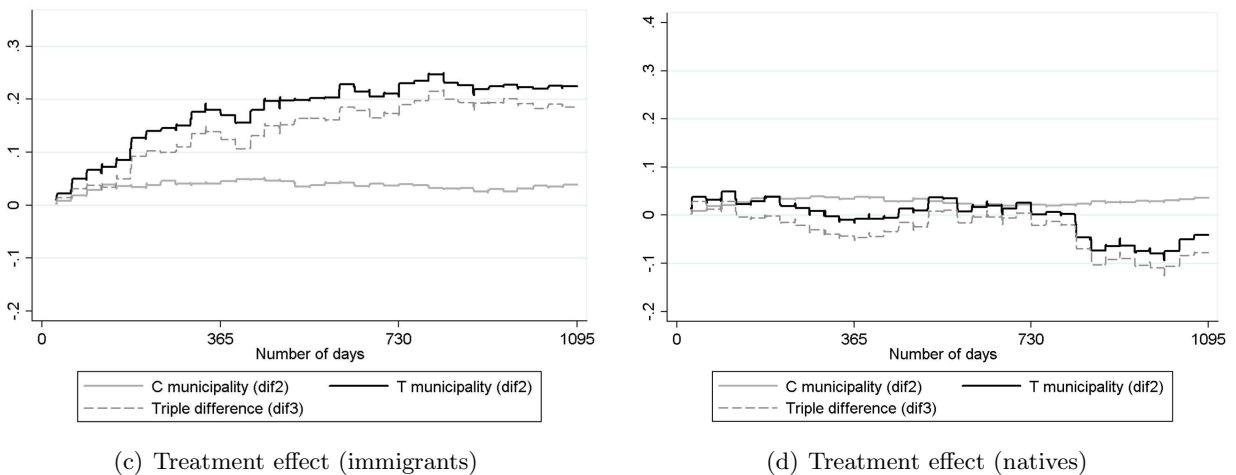 .3
.2
.1
0
-.1
-.2
0 365 730 1095
Number of days
C municipality (dif2) T municipality (dif2)
Triple difference (dif3)
(c) Treatment effect (immigrants)
.4
.3
.2
.1
0
-.1
-.2
0 365 730 1095
Number of days
C municipality (dif2) T municipality (dif2)
Triple difference (dif3)
(d) Treatment effect (natives)